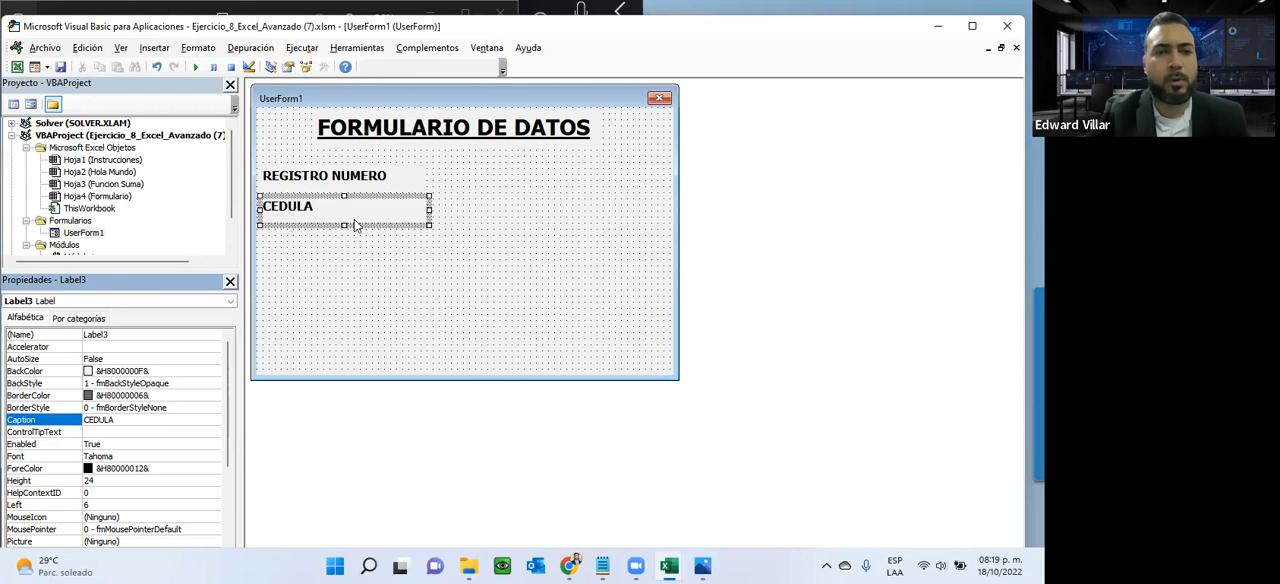 Microsoft Visual Basic para Aplicaciones - Ejercicio_8_Excel_Avanzado (7).xlsm - [UserForm1 (UserForm)]
Archivo Edición Ver Insertar Formato Depuración Ejecutar Herramientas Complementos Ventana Ayuda
Proyecto - VBAProject
Solver (SOLVER.XLAM)
VBAProject (Ejercicio_8_Excel_Avanzado (7)
Microsoft Excel Objetos
Hoja1 (Instrucciones)
Hoja2 (Hola Mundo)
Hoja3 (Funcion Suma)
Hoja4 (Formulario)
ThisWorkbook
Formularios
UserForm1
Módulos
Propiedades - Label3
Label3 Label
Alfabética Por categorías
(Name) Label3
Accelerator
AutoSize False
BackColor &H8000000F&
BackStyle 1 - fmBackStyleOpaque
BorderColor &H80000006&
BorderStyle 0 - fmBorderStyleNone
Caption CEDULA
ControlTipText
Enabled True
Font Tahoma
ForeColor &H80000012&
Height 24
HelpContextID 0
Left 6
MouseIcon (Ninguno)
MousePointer 0 - fmMousePointerDefault
Picture (Ninguno)
UserForm1
FORMULARIO DE DATOS
REGISTRO NUMERO
CEDULA
Edward Villar
29°C
Parc. soleado
ESP
LAA
08:19 p. m.
18/10/2022